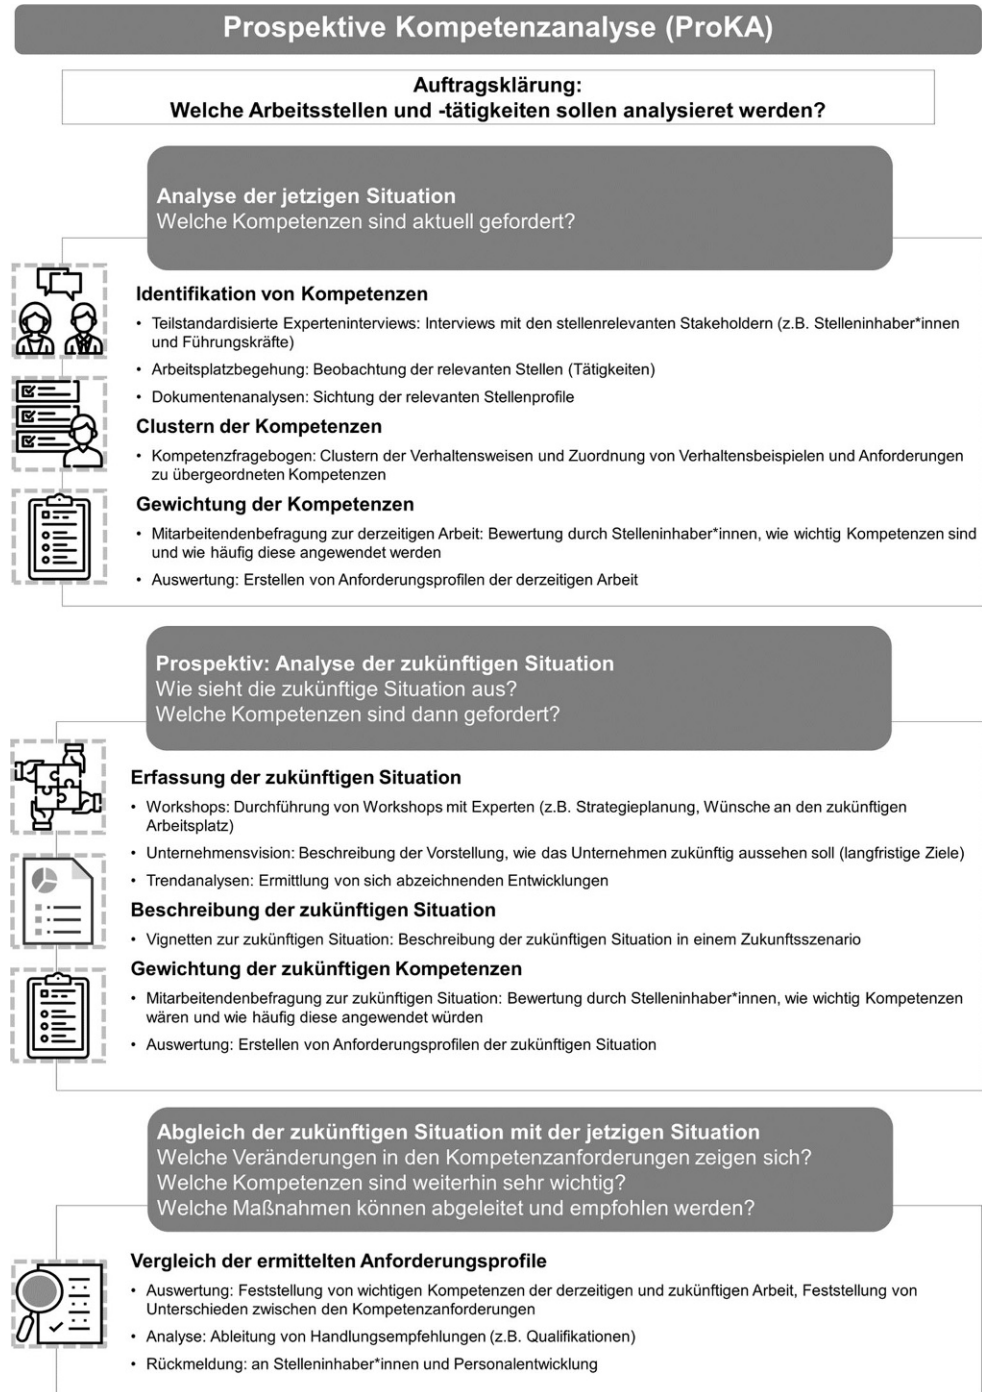 Prospektive Kompetenzanalyse (ProKA)
Auftragsklärung:
Welche Arbeitsstellen und -tätigkeiten sollen analysieret werden?
Analyse der jetzigen Situation
Welche Kompetenzen sind aktuell gefordert?
Identifikation von Kompetenzen
• Teilstandardisierte Experteninterviews: Interviews mit den stellenrelevanten Stakeholdern (z.B. Stelleninhaber*innen
und Führungskräfte)
• Arbeitsplatzbegehung: Beobachtung der relevanten Stellen (Tätigkeiten)
• Dokumentenanalysen: Sichtung der relevanten Stellenprofile
Clustern der Kompetenzen
• Kompetenzfragebogen: Clustern der Verhaltensweisen und Zuordnung von Verhaltensbeispielen und Anforderungen
zu übergeordneten Kompetenzen
Gewichtung der Kompetenzen
• Mitarbeitendenbefragung zur derzeitigen Arbeit: Bewertung durch Stelleninhaber*innen, wie wichtig Kompetenzen sind
und wie häufig diese angewendet werden
• Auswertung: Erstellen von Anforderungsprofilen der derzeitigen Arbeit
Prospektiv: Analyse der zukünftigen Situation
Wie sieht die zukünftige Situation aus?
Welche Kompetenzen sind dann gefordert?
Erfassung der zukünftigen Situation
• Workshops: Durchführung von Workshops mit Experten (z.B. Strategieplanung, Wünsche an den zukünftigen
Arbeitsplatz)
• Unternehmensvision: Beschreibung der Vorstellung, wie das Unternehmen zukünftig aussehen soll (langfristige Ziele)
• Trendanalysen: Ermittlung von sich abzeichnenden Entwicklungen
Beschreibung der zukünftigen Situation
• Vignetten zur zukünftigen Situation: Beschreibung der zukünftigen Situation in einem Zukunftsszenario
Gewichtung der zukünftigen Kompetenzen
• Mitarbeitendenbefragung zur zukünftigen Situation: Bewertung durch Stelleninhaber*innen, wie wichtig Kompetenzen
wären und wie häufig diese angewendet würden
• Auswertung: Erstellen von Anforderungsprofilen der zukünftigen Situation
Abgleich der zukünftigen Situation mit der jetzigen Situation
Welche Veränderungen in den Kompetenzanforderungen zeigen sich?
Welche Kompetenzen sind weiterhin sehr wichtig?
Welche Maßnahmen können abgeleitet und empfohlen werden?
Vergleich der ermittelten Anforderungsprofile
• Auswertung: Feststellung von wichtigen Kompetenzen der derzeitigen und zukünftigen Arbeit, Feststellung von
Unterschieden zwischen den Kompetenzanforderungen
• Analyse: Ableitung von Handlungsempfehlungen (z.B. Qualifikationen)
• Rückmeldung: an Stelleninhaber*innen und Personalentwicklung